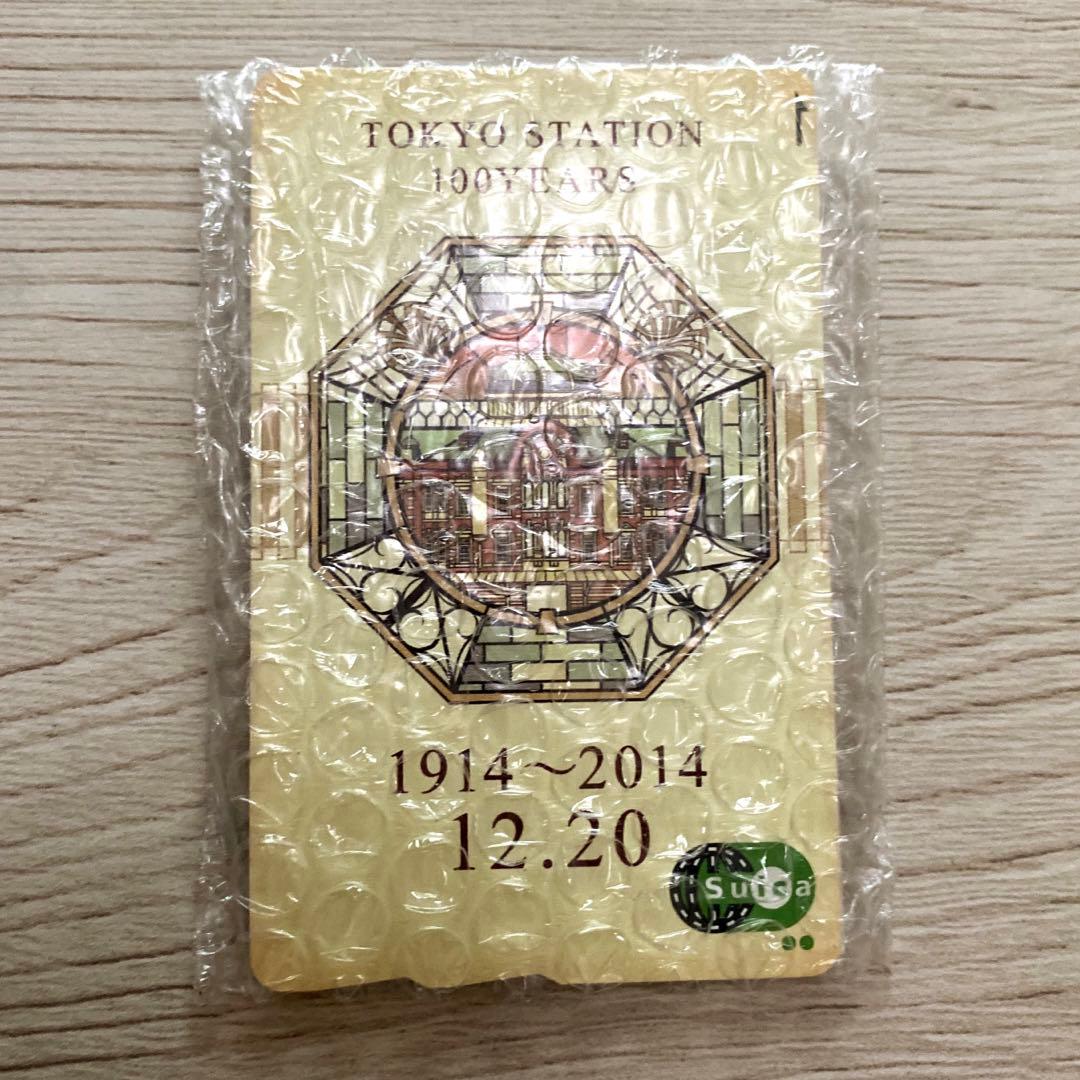 TOKYO STATION
100YEARS
1914～2014
12.20
Suica